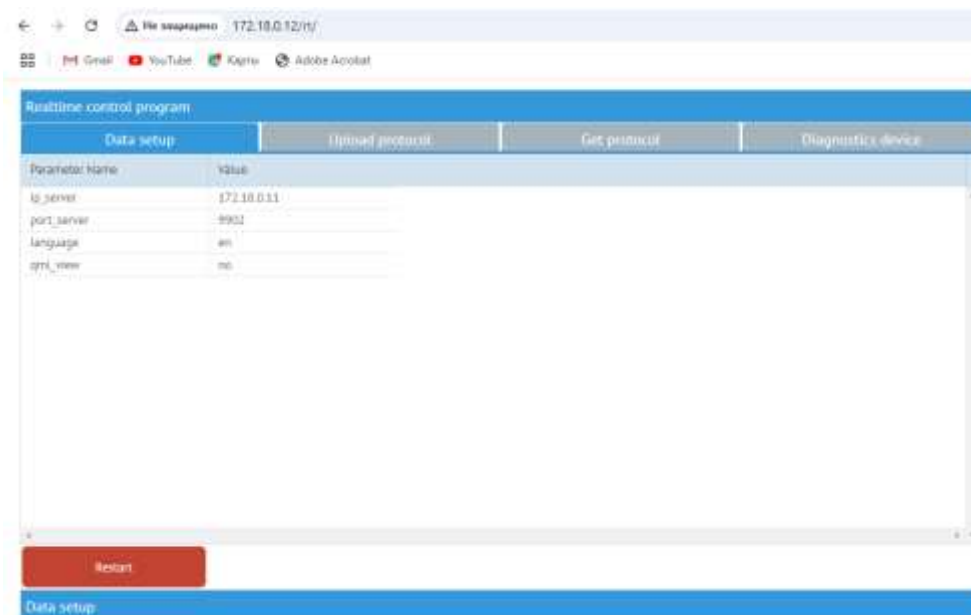 Не защищено 172.18.0.12/rt/
Gmail YouTube Карты Adobe Acrobat
Realtime control program
Data setup Upload protocol Get protocol Diagnostics device
Parameter Name Value
ip_server 172.18.0.11
port_server 9902
language en
qml_view no
Restart
Data setup